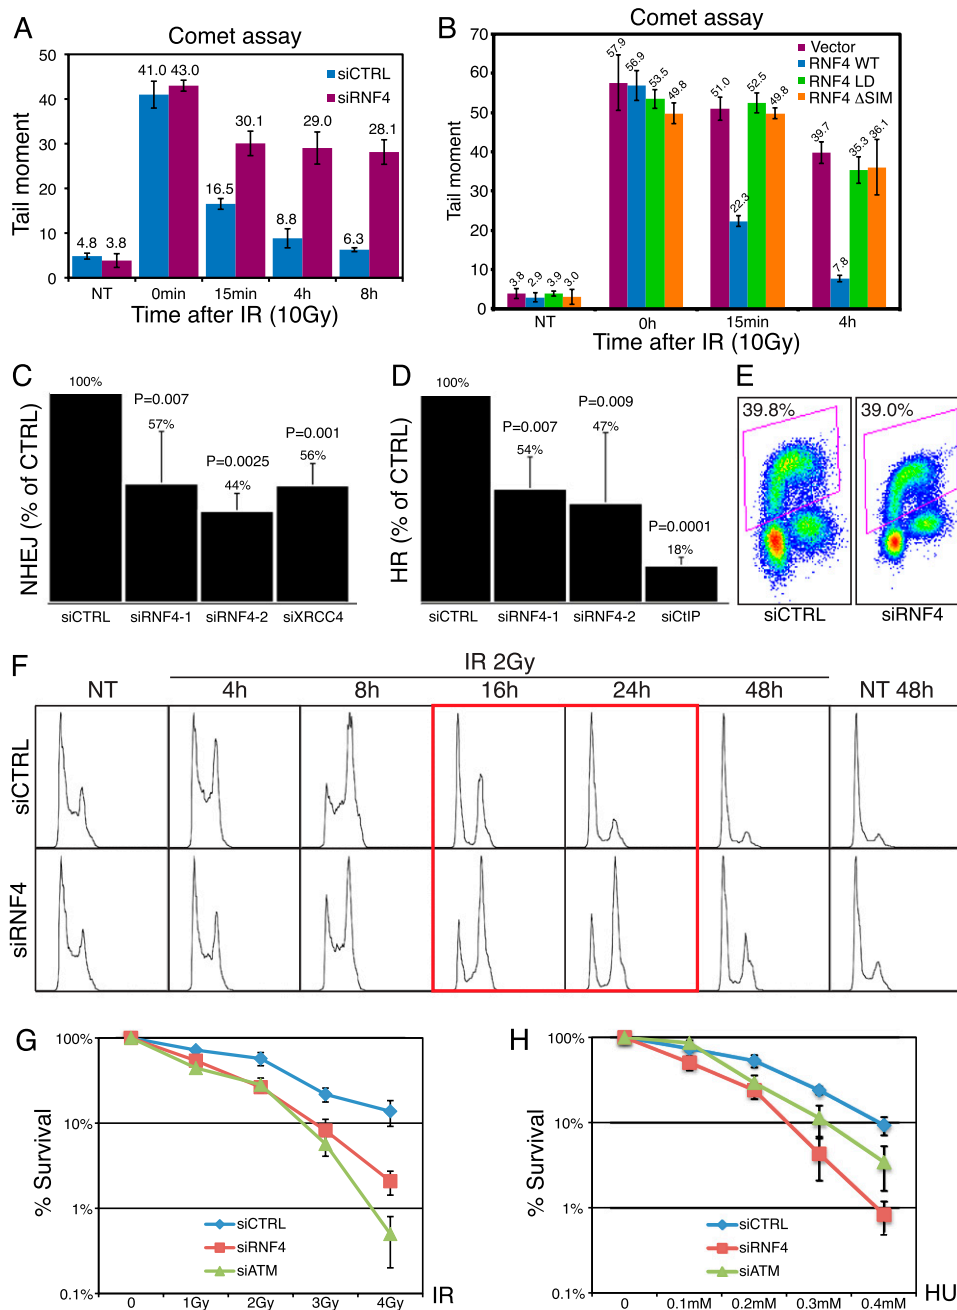 A
Comet assay
Tail moment
50
40
30
20
10
0
41.0 43.0
siCTRL
siRNF4
30.1
29.0
28.1
16.5
8.8
6.3
4.8 3.8
NT 0min 15min 4h 8h
Time after IR (10Gy)
B
Comet assay
Tail moment
70
60
50
40
30
20
10
0
Vector
RNF4 WT
RNF4 LD
RNF4 ΔSIM
3.8 2.9 3.9 3.0
57.9 56.9 53.5 49.8
51.0 22.3 52.5 49.8
39.7 7.8 35.3 36.1
NT 0h 15min 4h
Time after IR (10Gy)
C
NHEJ (% of CTRL)
100%
P=0.007
57%
P=0.0025
44%
P=0.001
56%
siCTRL siRNF4-1 siRNF4-2 siXRCC4
D
HR (% of CTRL)
100%
P=0.007
54%
P=0.009
47%
P=0.0001
18%
siCTRL siRNF4-1 siRNF4-2 siCtIP
E
39.8% 39.0%
siCTRL siRNF4
F
IR 2Gy
NT 4h 8h 16h 24h 48h NT 48h
siCTRL
siRNF4
G
% Survival
100%
10%
1%
0.1%
siCTRL
siRNF4
siATM
0 1Gy 2Gy 3Gy 4Gy
IR
H
% Survival
100%
10%
1%
0.1%
siCTRL
siRNF4
siATM
0 0.1mM 0.2mM 0.3mM 0.4mM
HU